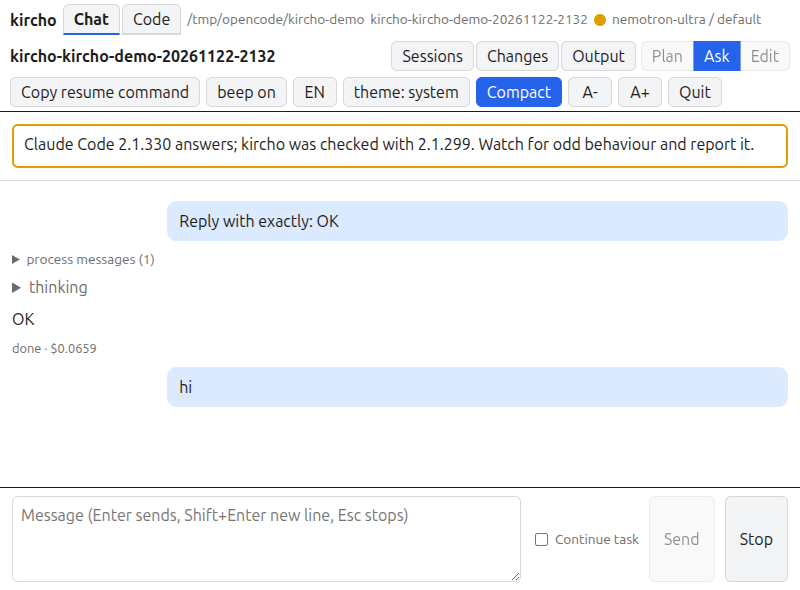 kircho Chat Code /tmp/opencode/kircho-demo kircho-kircho-demo-20261122-2132 nemotron-ultra / default
kircho-kircho-demo-20261122-2132 Sessions Changes Output Plan Ask Edit
Copy resume command beep on EN theme: system Compact A- A+ Quit
Claude Code 2.1.330 answers; kircho was checked with 2.1.299. Watch for odd behaviour and report it.
Reply with exactly: OK
process messages (1)
thinking
OK
done · $0.0659
hi
Message (Enter sends, Shift+Enter new line, Esc stops)
Continue task Send Stop